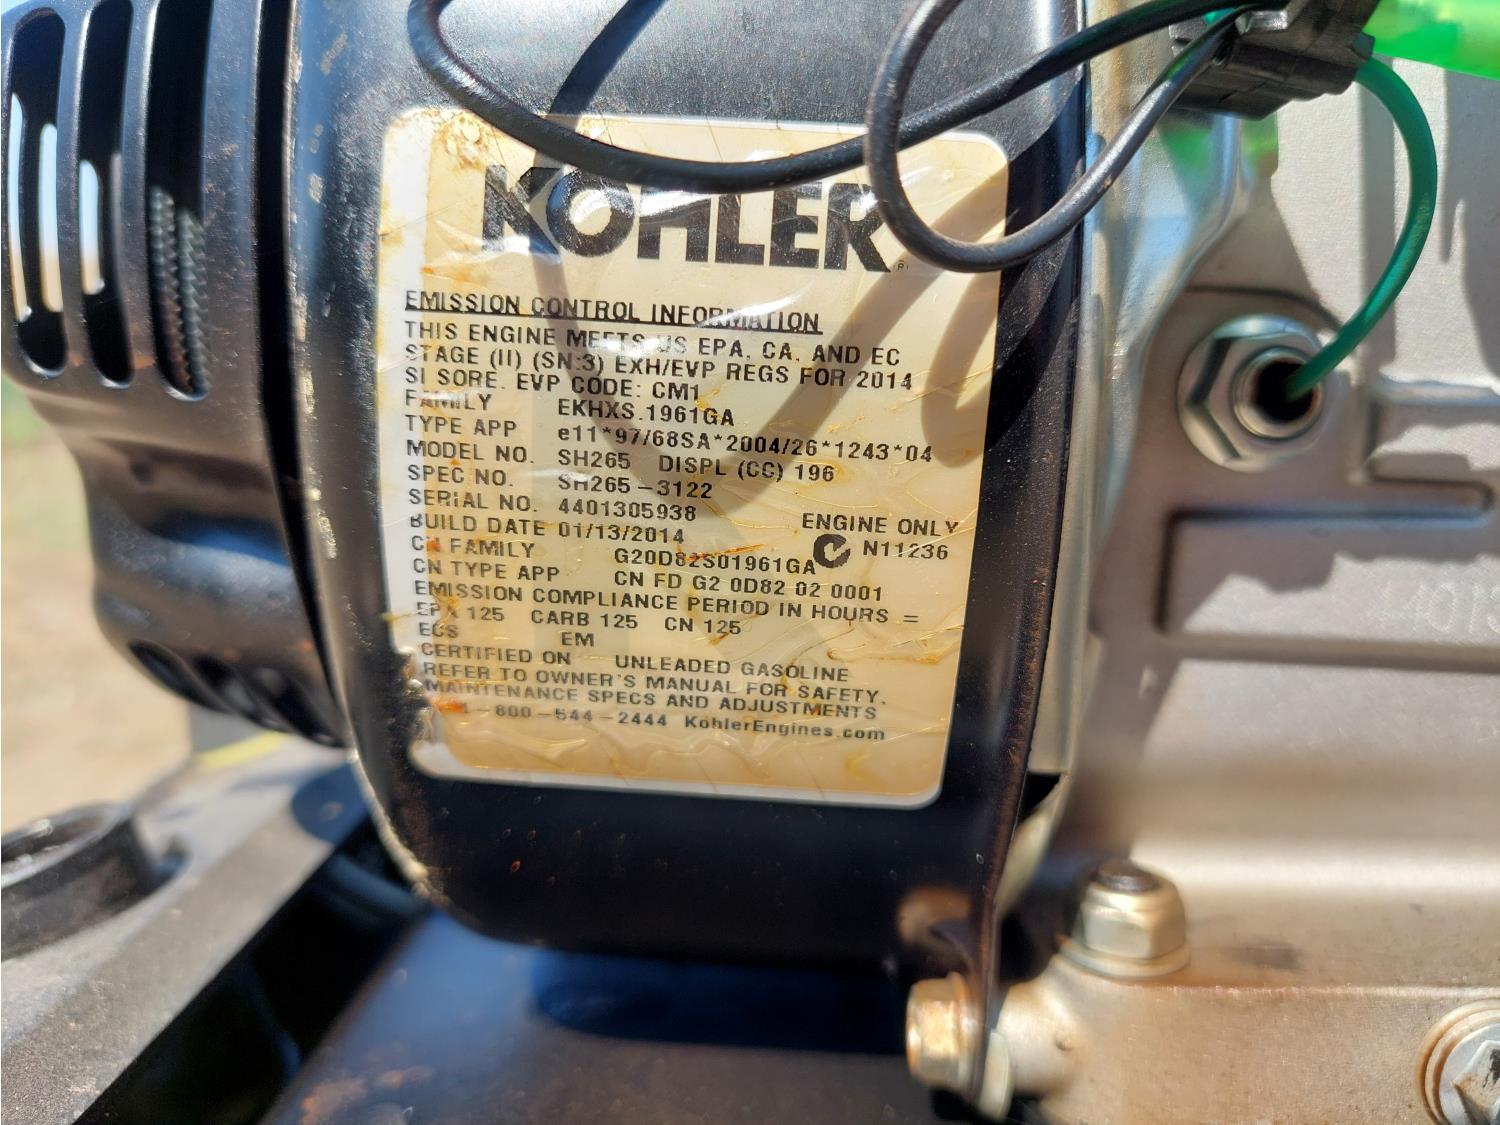 KOHLER
EMISSION CONTROL INFORMATION
THIS ENGINE MEETS US EPA, CA, AND EC
STAGE (II) (SN:3) EXH/EVP REGS FOR 2014
SI SORE. EVP CODE: CM1
FAMILY EKHXS.1961GA
TYPE APP e11*97/68SA*2004/26*1243*04
MODEL NO. SH265 DISPL (CC) 196
SPEC NO. SH265-3122
SERIAL NO. 4401305938
BUILD DATE 01/13/2014 ENGINE ONLY
CN FAMILY G20D82S01961GA N11236
CN TYPE APP CN FD G2 0D82 02 0001
EMISSION COMPLIANCE PERIOD IN HOURS =
EPA 125 CARB 125 CN 125
ECS EM
CERTIFIED ON UNLEADED GASOLINE
REFER TO OWNER'S MANUAL FOR SAFETY,
MAINTENANCE SPECS AND ADJUSTMENTS
1-800-544-2444 KohlerEngines.com